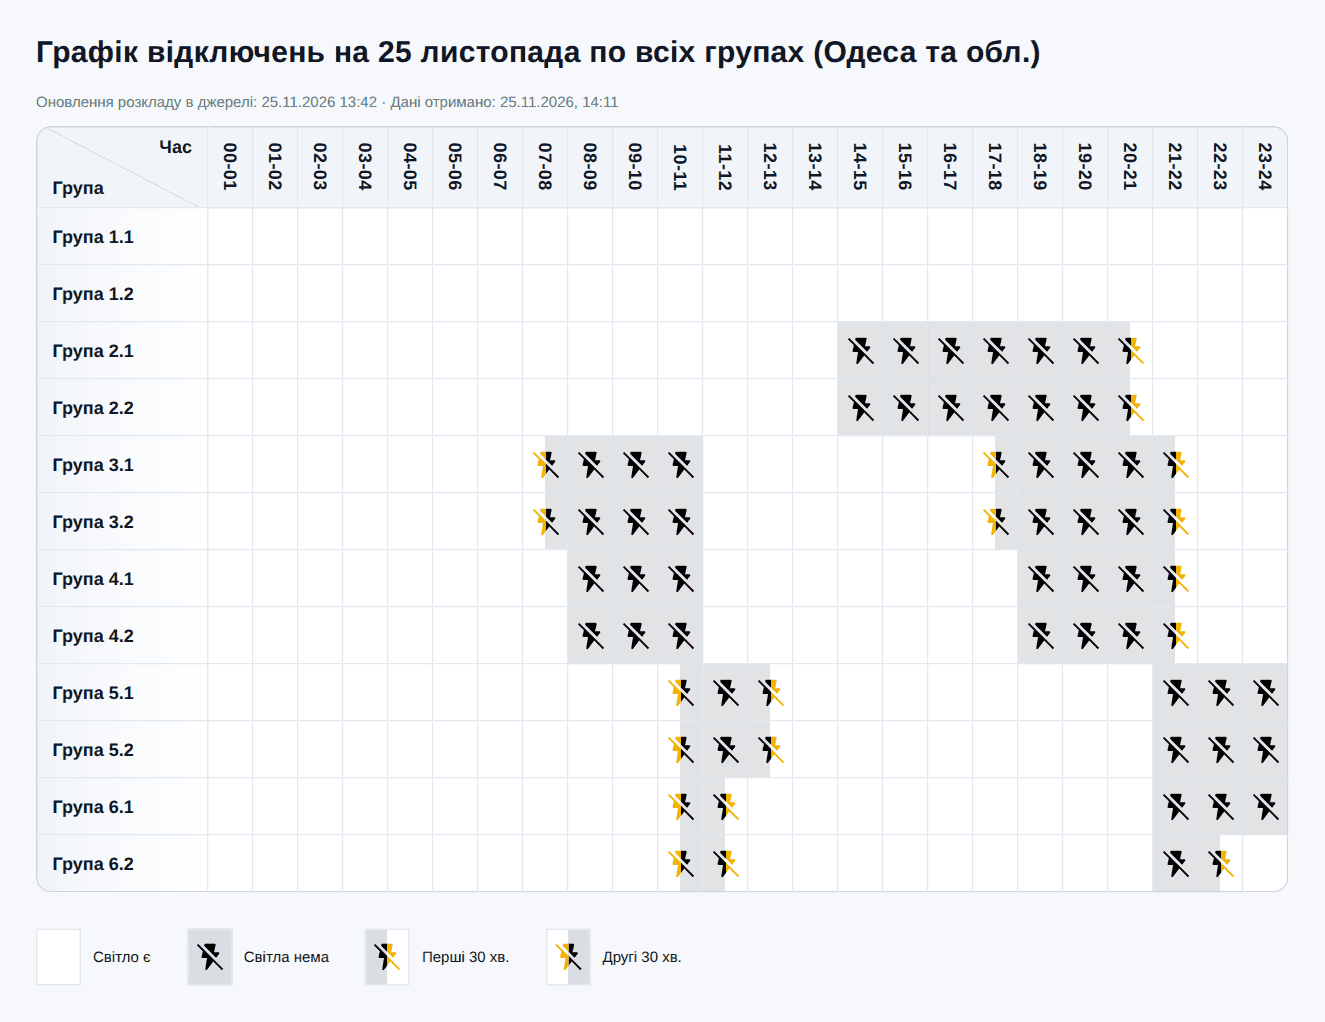 Графік відключень на 25 листопада по всіх групах (Одеса та обл.)
Оновлення розкладу в джерелі: 25.11.2026 13:42 · Дані отримано: 25.11.2026, 14:11
Час
Група
00-01 01-02 02-03 03-04 04-05 05-06 06-07 07-08 08-09 09-10 10-11 11-12 12-13 13-14 14-15 15-16 16-17 17-18 18-19 19-20 20-21 21-22 22-23 23-24
Група 1.1
Група 1.2
Група 2.1
Група 2.2
Група 3.1
Група 3.2
Група 4.1
Група 4.2
Група 5.1
Група 5.2
Група 6.1
Група 6.2
Світло є Світла нема Перші 30 хв. Другі 30 хв.